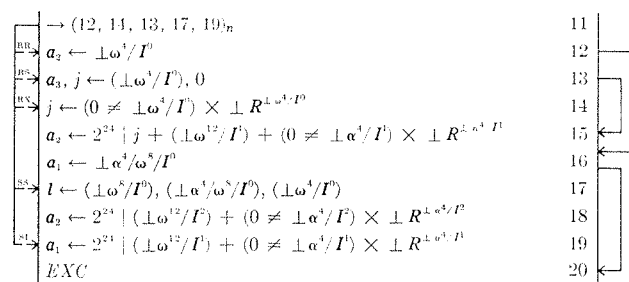 → (12, 14, 13, 17, 19)ₙ 11
RR a₂ ← ⊥ω⁴/I⁰ 12
RS a₃, j ← (⊥ω⁴/I⁰), 0 13
RX j ← (0 ≠ ⊥ω⁴/I⁰) × ⊥ R^{⊥ω⁴/I⁰} 14
a₂ ← 2²⁴ | j + (⊥ω¹²/I¹) + (0 ≠ ⊥α⁴/I¹) × ⊥ R^{⊥α⁴/I¹} 15
a₁ ← ⊥α⁴/ω⁸/I⁰ 16
SS l ← (⊥ω⁸/I⁰), (⊥α⁴/ω⁸/I⁰), (⊥ω⁴/I⁰) 17
a₂ ← 2²⁴ | (⊥ω¹²/I²) + (0 ≠ ⊥α⁴/I²) × ⊥ R^{⊥α⁴/I²} 18
SI a₁ ← 2²⁴ | (⊥ω¹²/I¹) + (0 ≠ ⊥α⁴/I¹) × ⊥ R^{⊥α⁴/I¹} 19
EXC 20